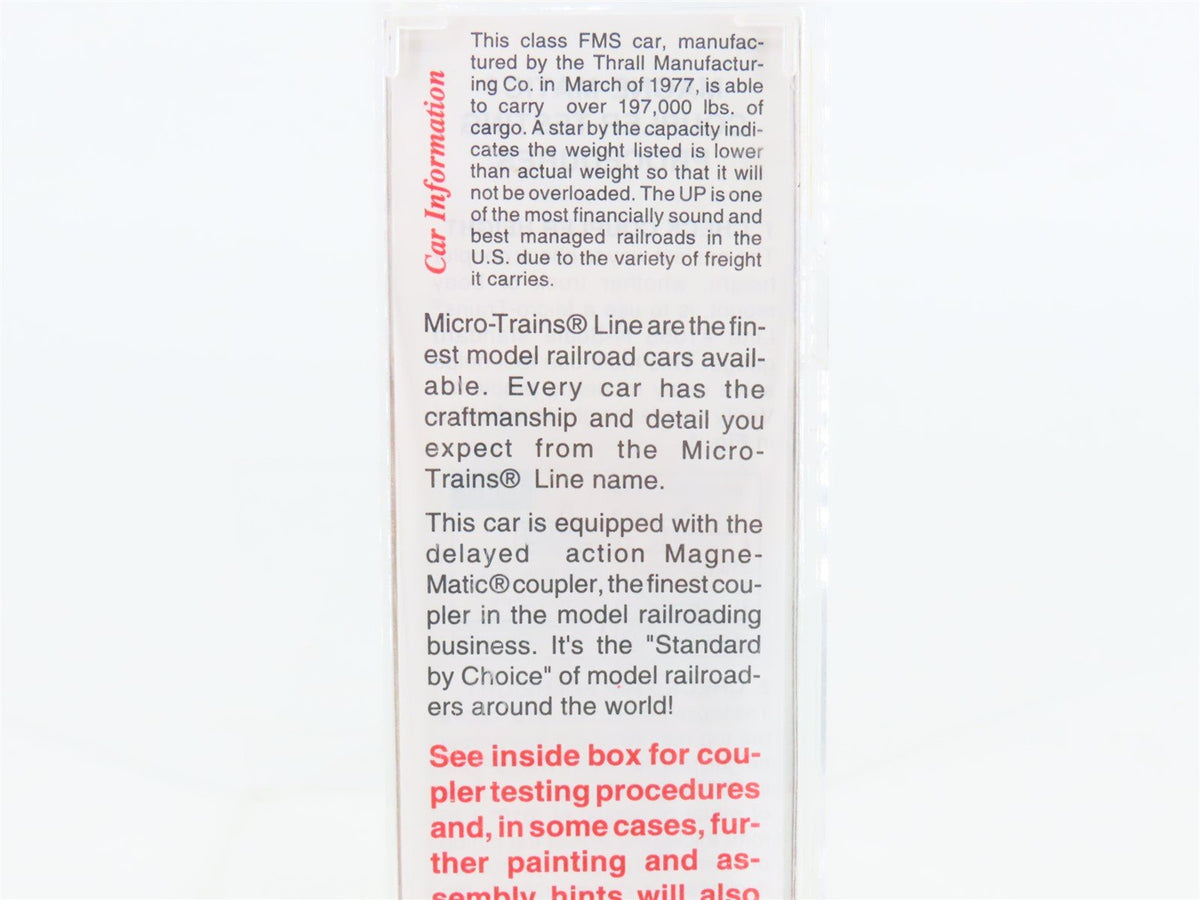 Car Information
This class FMS car, manufac-
tured by the Thrall Manufactur-
ing Co. in March of 1977, is able
to carry over 197,000 lbs. of
cargo. A star by the capacity indi-
cates the weight listed is lower
than actual weight so that it will
not be overloaded. The UP is one
of the most financially sound and
best managed railroads in the
U.S. due to the variety of freight
it carries.
Micro-Trains® Line are the fin-
est model railroad cars avail-
able. Every car has the
craftmanship and detail you
expect from the Micro-
Trains® Line name.
This car is equipped with the
delayed action Magne-
Matic® coupler, the finest cou-
pler in the model railroading
business. It's the "Standard
by Choice" of model railroad-
ers around the world!
See inside box for cou-
pler testing procedures
and, in some cases, fur-
ther painting and as-
sembly hints will also